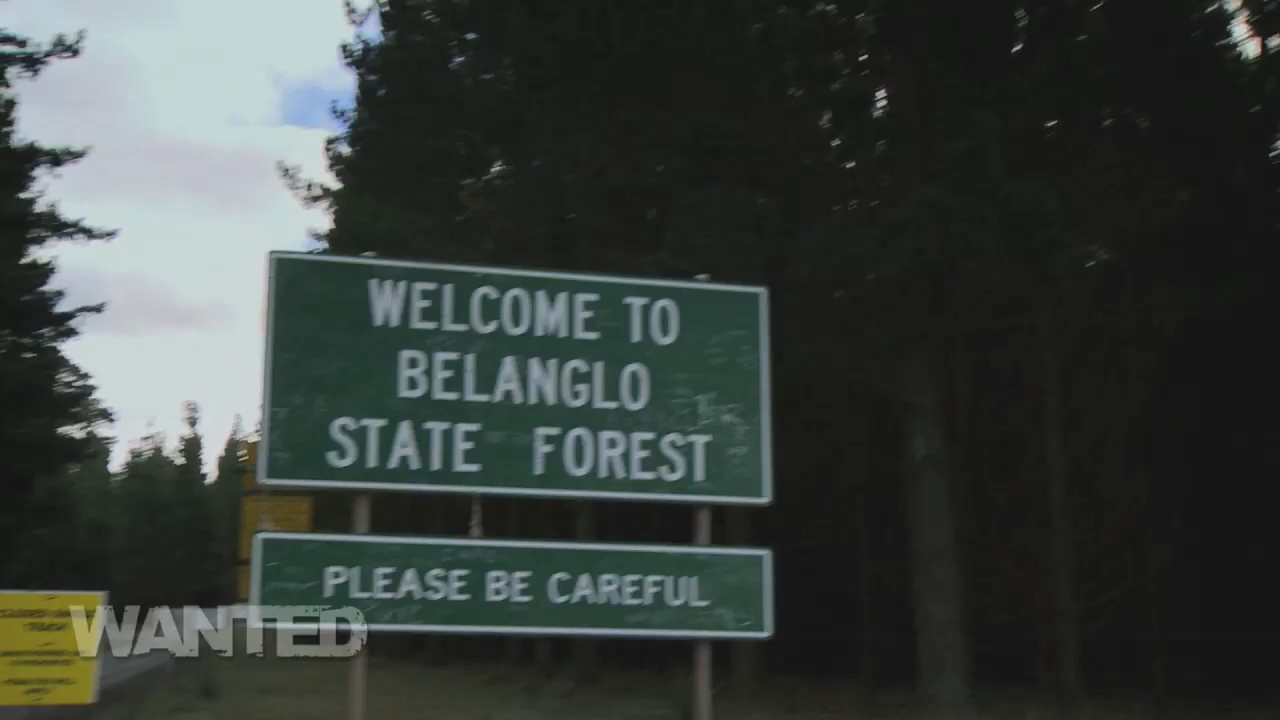 WELCOME TO
BELANGLO
STATE FOREST
PLEASE BE CAREFUL
WANTED